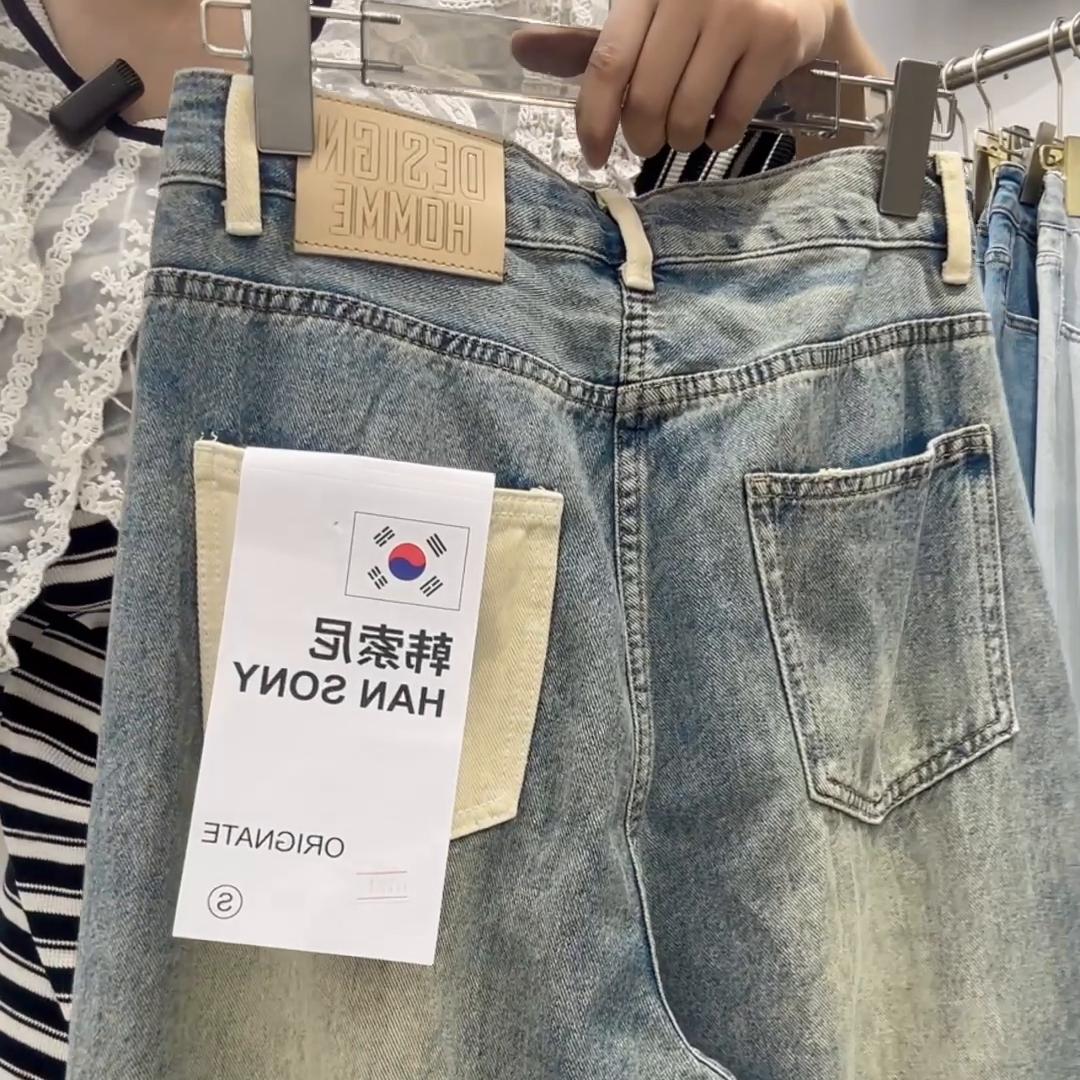 DESIGN
HOMME
韩索尼
HAN SONY
ORIGNATE
S